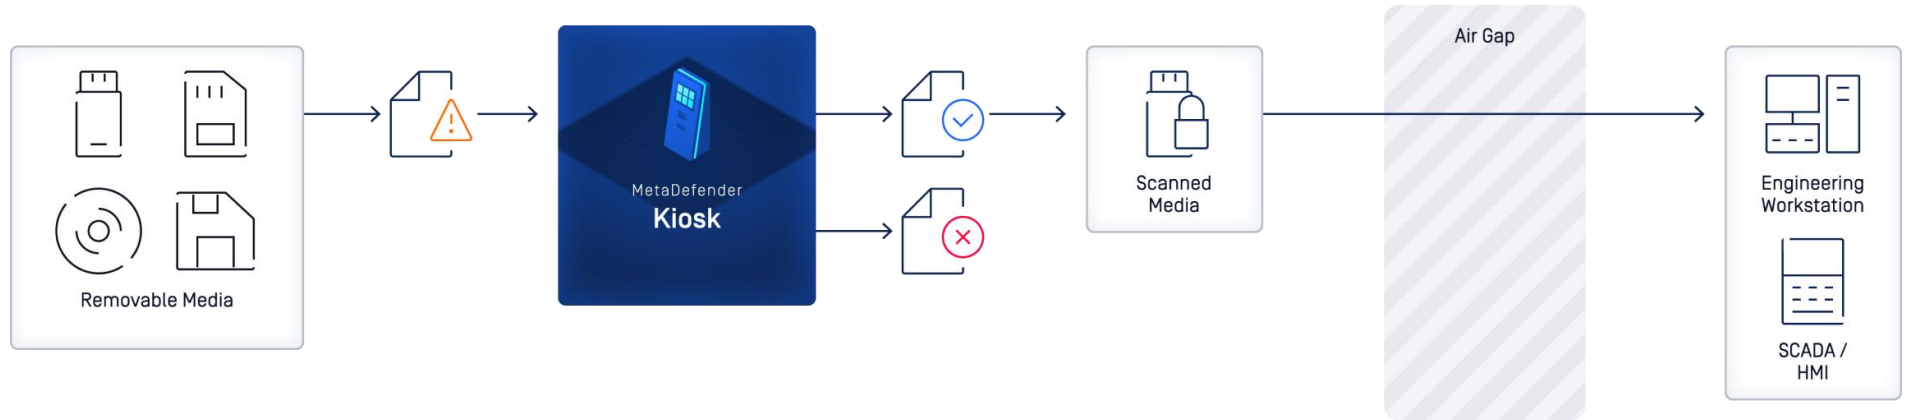 Removable Media
MetaDefender
Kiosk
Scanned
Media
Air Gap
Engineering
Workstation
SCADA /
HMI